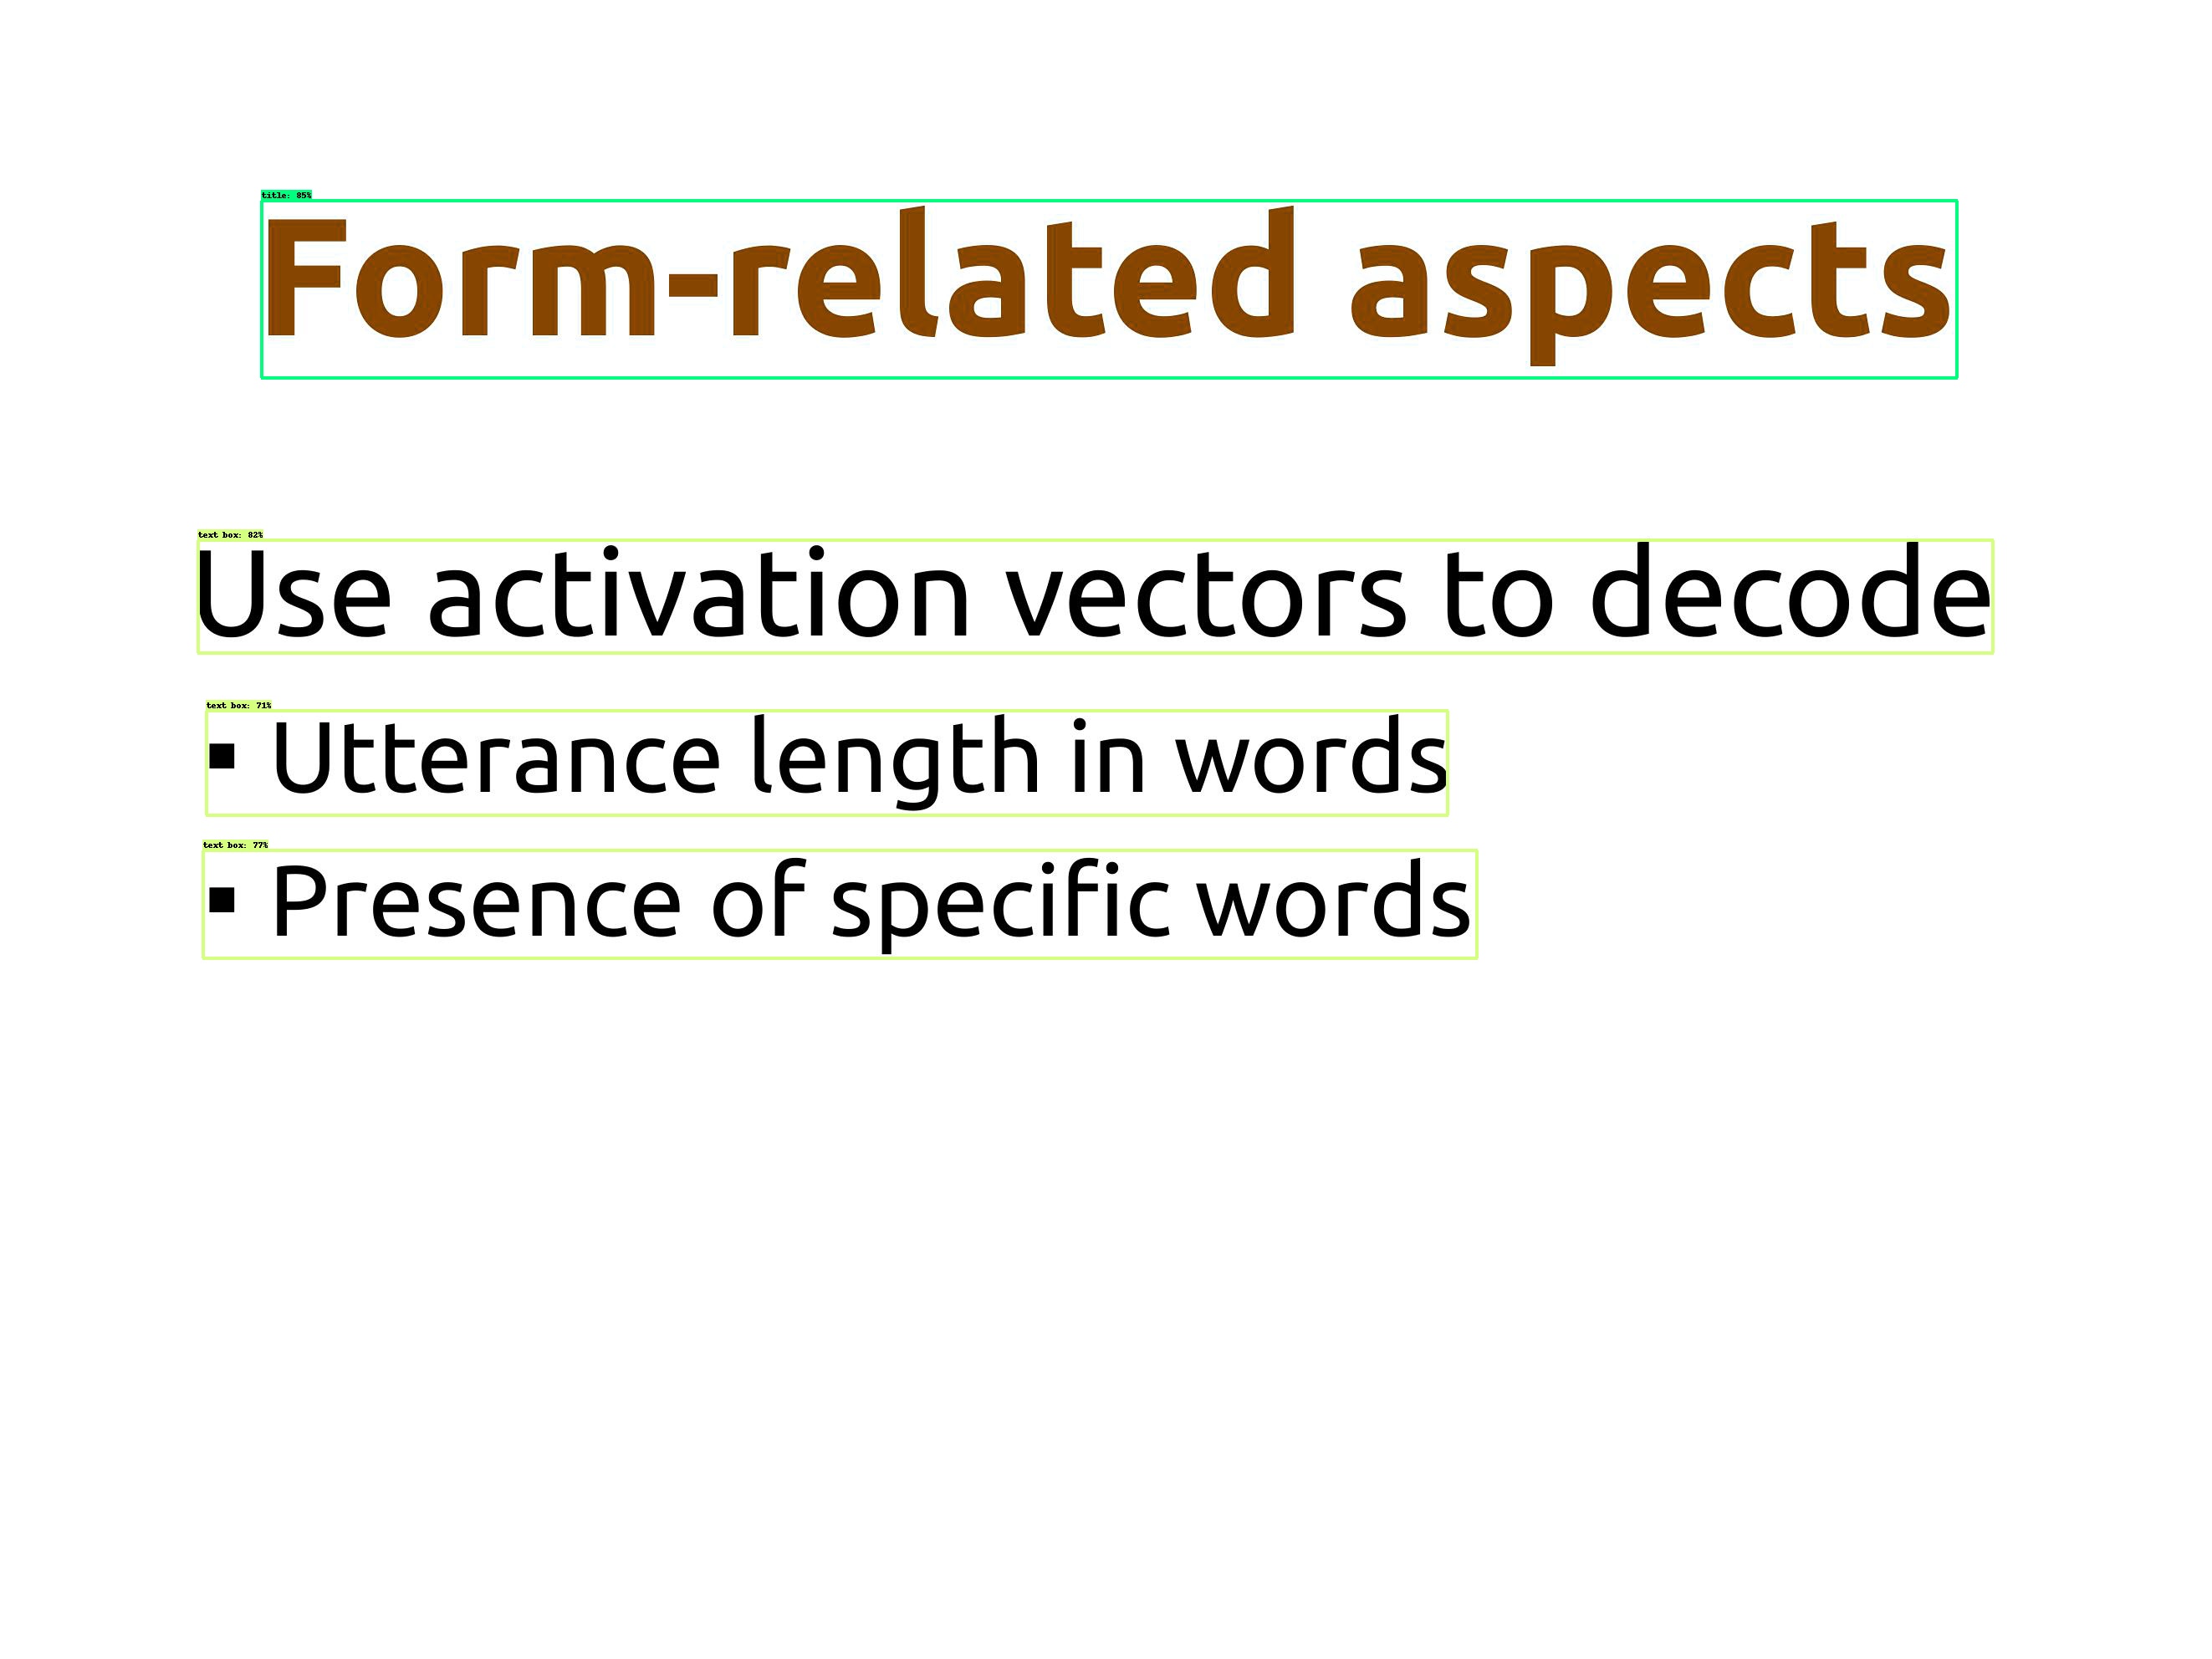 title: 85%
Form-related aspects
text box: 82%
Use activation vectors to decode
text box: 71%
▪ Utterance length in words
text box: 77%
▪ Presence of specific words